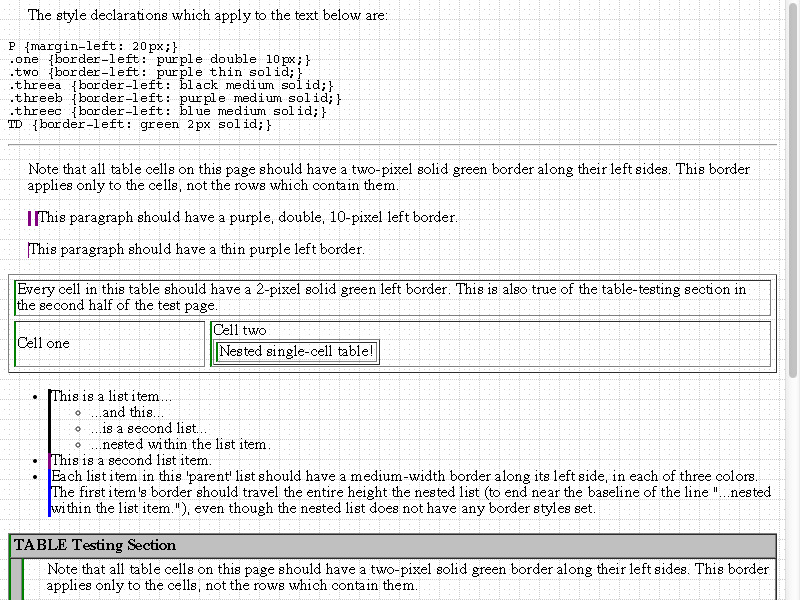 The style declarations which apply to the text below are:
P {margin-left: 20px;}
.one {border-left: purple double 10px;}
.two {border-left: purple thin solid;}
.threea {border-left: black medium solid;}
.threeb {border-left: purple medium solid;}
.threec {border-left: blue medium solid;}
TD {border-left: green 2px solid;}
Note that all table cells on this page should have a two-pixel solid green border along their left sides. This border
applies only to the cells, not the rows which contain them.
This paragraph should have a purple, double, 10-pixel left border.
This paragraph should have a thin purple left border.
Every cell in this table should have a 2-pixel solid green left border. This is also true of the table-testing section in
the second half of the test page.
Cell one
Cell two
Nested single-cell table!
This is a list item...
...and this...
...is a second list...
...nested within the list item.
This is a second list item.
Each list item in this 'parent' list should have a medium-width border along its left side, in each of three colors.
The first item's border should travel the entire height the nested list (to end near the baseline of the line "...nested
within the list item."), even though the nested list does not have any border styles set.
TABLE Testing Section
Note that all table cells on this page should have a two-pixel solid green border along their left sides. This border
applies only to the cells, not the rows which contain them.